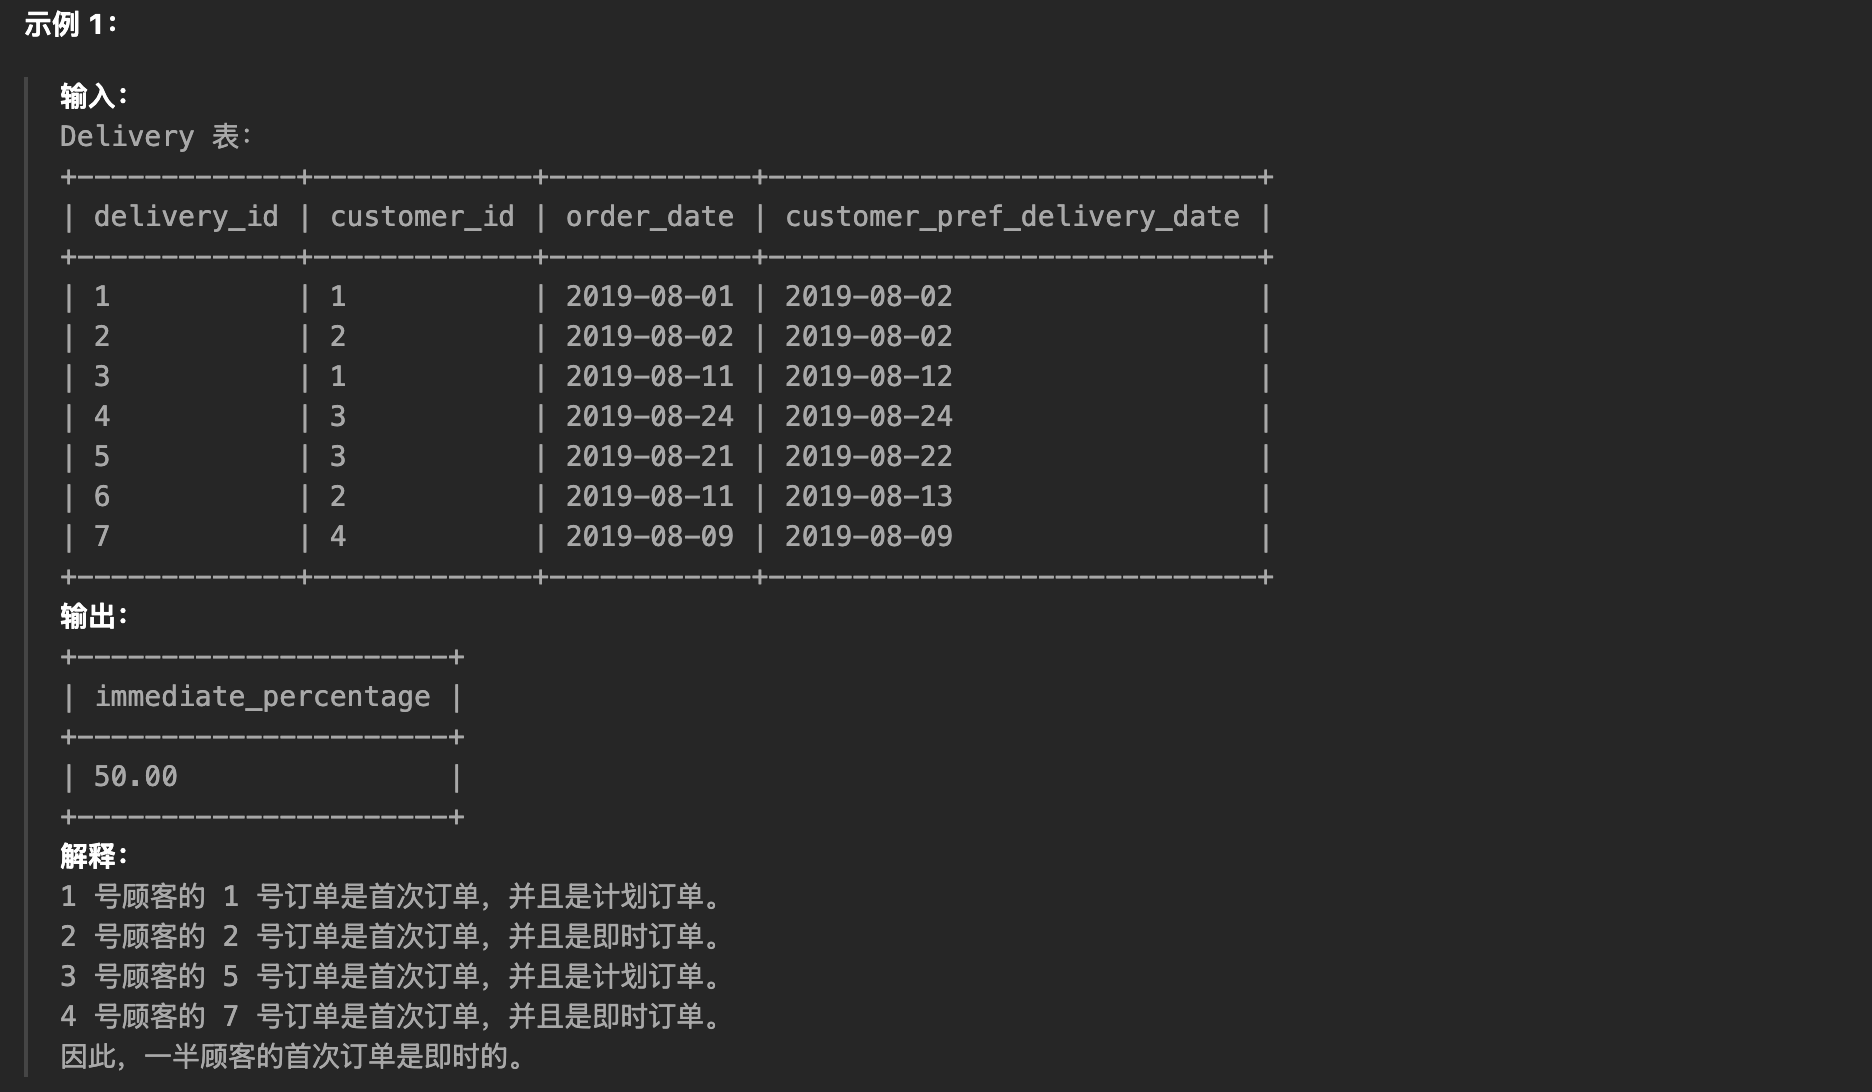 示例 1：
输入：
Delivery 表：
+-------------+-------------+------------+-----------------------------+
| delivery_id | customer_id | order_date | customer_pref_delivery_date |
+-------------+-------------+------------+-----------------------------+
| 1           | 1           | 2019-08-01 | 2019-08-02                  |
| 2           | 2           | 2019-08-02 | 2019-08-02                  |
| 3           | 1           | 2019-08-11 | 2019-08-12                  |
| 4           | 3           | 2019-08-24 | 2019-08-24                  |
| 5           | 3           | 2019-08-21 | 2019-08-22                  |
| 6           | 2           | 2019-08-11 | 2019-08-13                  |
| 7           | 4           | 2019-08-09 | 2019-08-09                  |
+-------------+-------------+------------+-----------------------------+
输出：
+----------------------+
| immediate_percentage |
+----------------------+
| 50.00                |
+----------------------+
解释：
1 号顾客的 1 号订单是首次订单，并且是计划订单。
2 号顾客的 2 号订单是首次订单，并且是即时订单。
3 号顾客的 5 号订单是首次订单，并且是计划订单。
4 号顾客的 7 号订单是首次订单，并且是即时订单。
因此，一半顾客的首次订单是即时的。